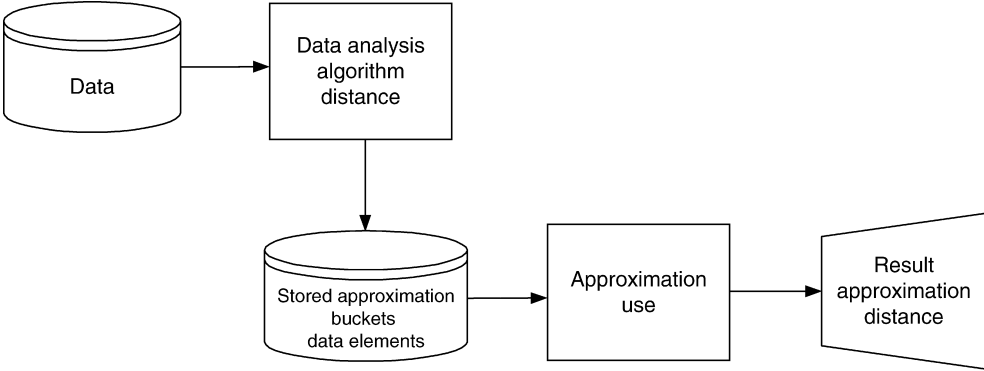 Data
Data analysis
algorithm
distance
Stored approximation
buckets
data elements
Approximation
use
Result
approximation
distance